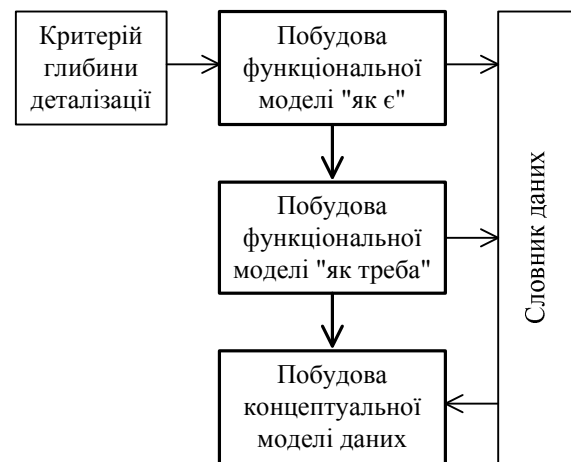 Критерій
глибини
деталізації
Побудова
функціональної
моделі "як є"
Побудова
функціональної
моделі "як треба"
Побудова
концептуальної
моделі даних
Словник даних